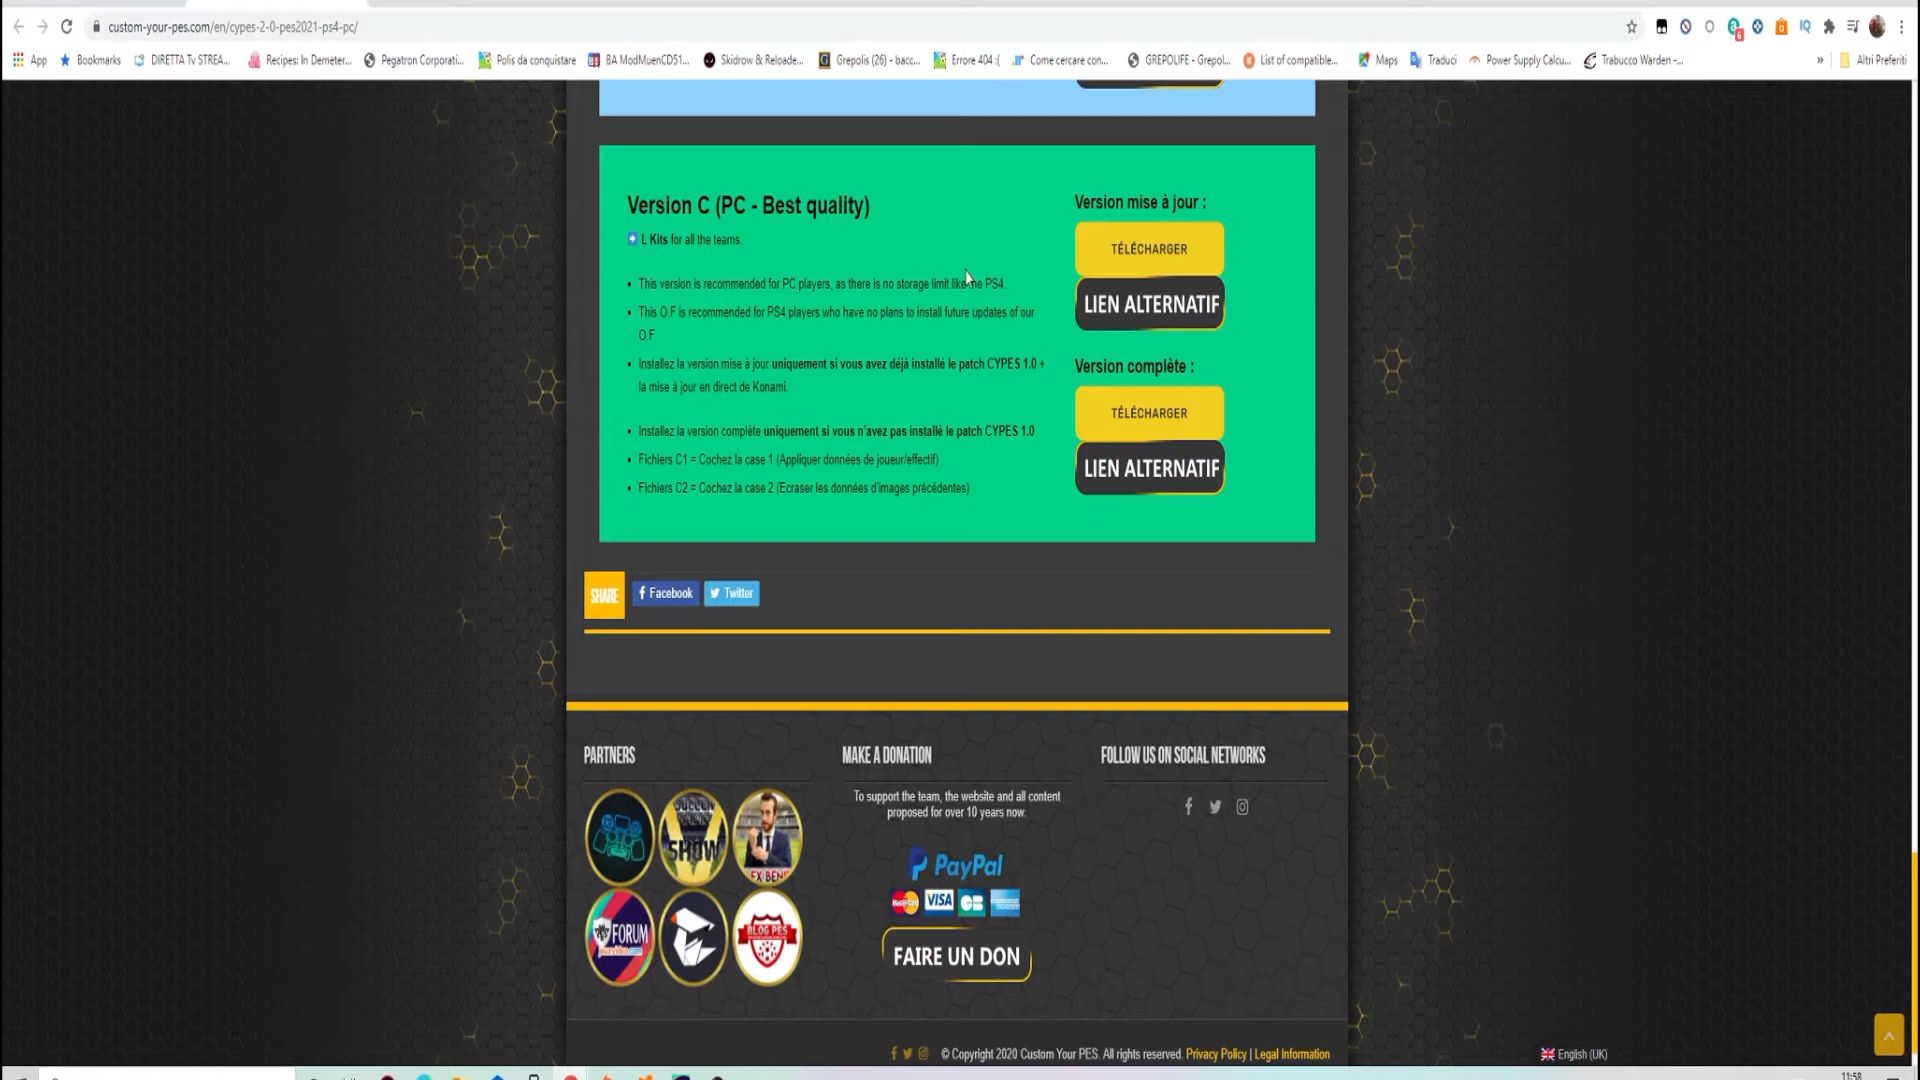 custom-your-pes.com/en/cypes-2-0-pes2021-ps4-pc/
6
App
Bookmarks
DIRETTA Tv STREA...
Recipes: In Demeter...
Pegatron Corporati...
Polis da conquistare
BA ModMuenCD51...
Skidrow & Reloade...
Grepolis (26) - bacc...
Errore 404 :(
Come cercare con...
GREPOLIFE - Grepol...
List of compatible...
Maps
Traduci
Power Supply Calcu...
Trabucco Warden -...
»
Altri Preferiti
Version C (PC - Best quality)
L Kits for all the teams.
• This version is recommended for PC players, as there is no storage limit like the PS4.
• This O.F is recommended for PS4 players who have no plans to install future updates of our
O.F
• Installez la version mise à jour uniquement si vous avez déjà installé le patch CYPES 1.0 +
la mise à jour en direct de Konami.
• Installez la version complète uniquement si vous n'avez pas installé le patch CYPES 1.0
• Fichiers C1 = Cochez la case 1 (Appliquer données de joueur/effectif)
• Fichiers C2 = Cochez la case 2 (Ecraser les données d'images précédentes)
Version mise à jour :
TÉLÉCHARGER
LIEN ALTERNATIF
Version complète :
TÉLÉCHARGER
LIEN ALTERNATIF
SHARE
Facebook
Twitter
PARTNERS
SHOW
FORUM
BLOG PES
MAKE A DONATION
To support the team, the website and all content
proposed for over 10 years now.
PayPal
MasterCard
VISA
CB
FAIRE UN DON
FOLLOW US ON SOCIAL NETWORKS
© Copyright 2020 Custom Your PES. All rights reserved. Privacy Policy | Legal Information
English (UK)
11:58